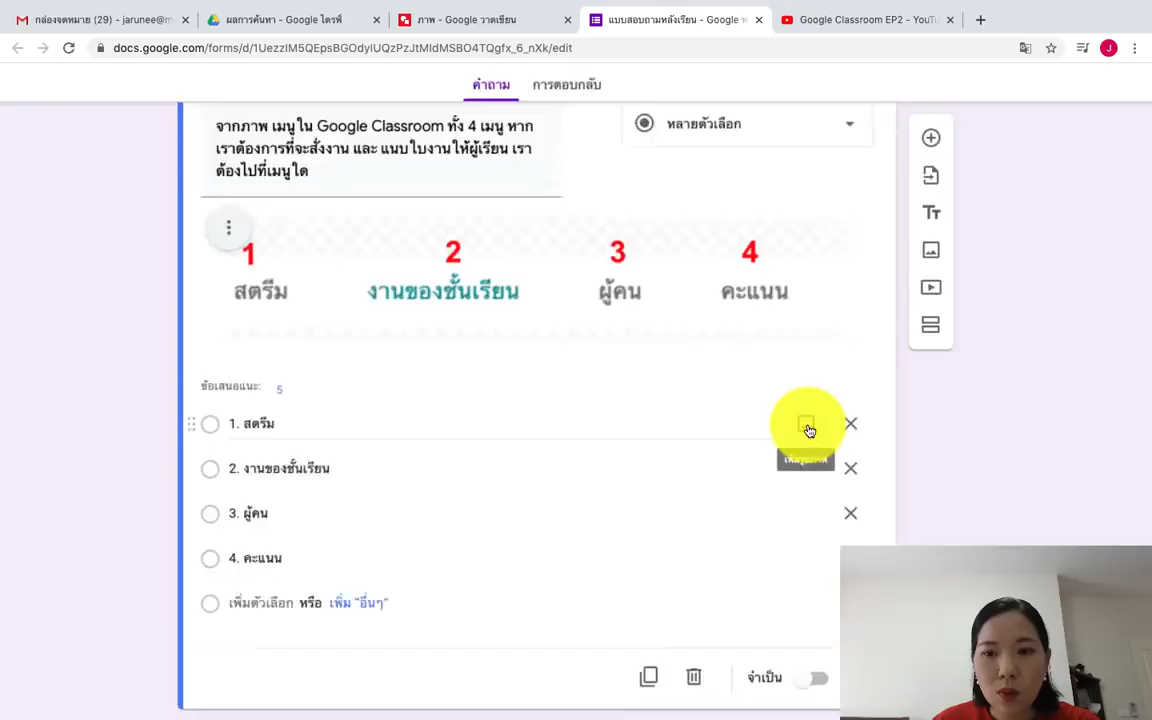 กล่องจดหมาย (29) - jarunee@m
ผลการค้นหา - Google ไดรฟ์
ภาพ - Google วาดเขียน
แบบสอบถามหลังเรียน - Google ฟ
Google Classroom EP2 - YouTu
docs.google.com/forms/d/
/edit
คำถาม
การตอบกลับ
จากภาพ เมนูใน Google Classroom ทั้ง 4 เมนู หาก
เราต้องการที่จะสั่งงาน และ แนบใบงาน ให้ผู้เรียน เรา
ต้องไปที่เมนูใด
หลายตัวเลือก
1 2 3 4
สตรีม งานของชั้นเรียน ผู้คน คะแนน
ข้อเสนอแนะ: 5
1. สตรีม
2. งานของชั้นเรียน
3. ผู้คน
4. คะแนน
เพิ่มตัวเลือก หรือ เพิ่ม "อื่นๆ"
จำเป็น
J